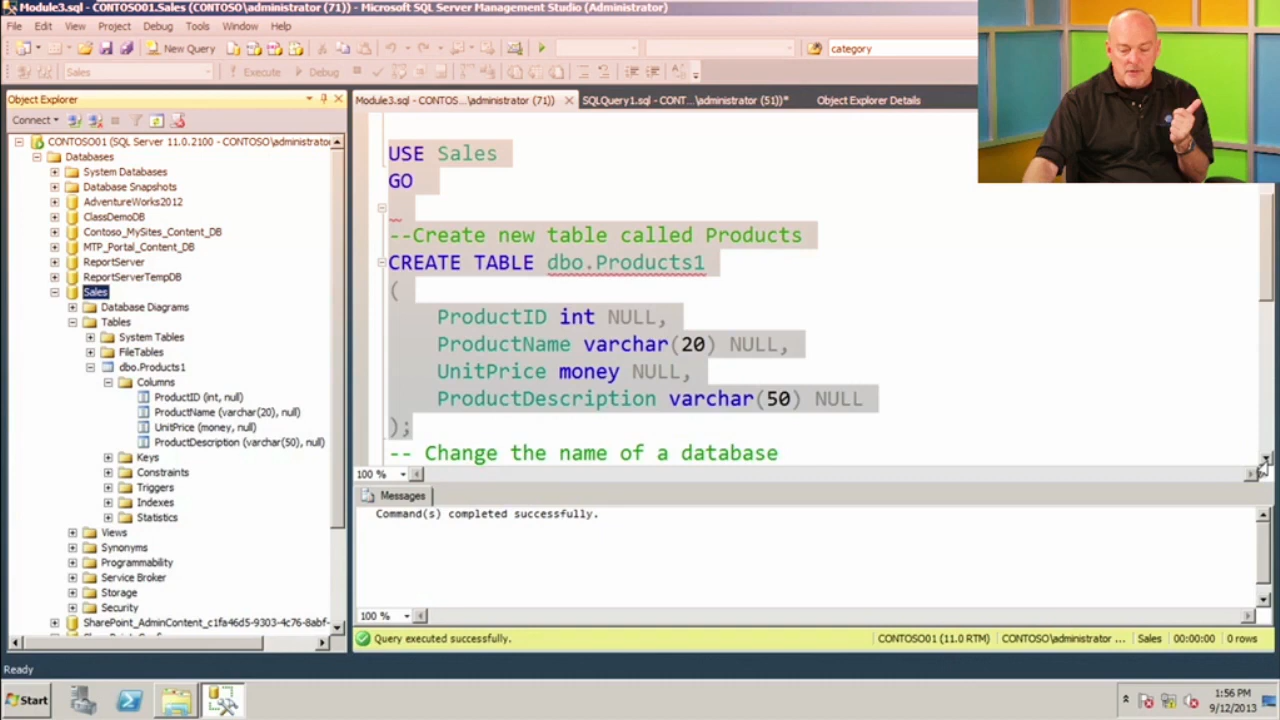 Module3.sql - CONTOSO01.Sales (CONTOSO\administrator (71)) - Microsoft SQL Server Management Studio (Administrator)
File Edit View Project Debug Tools Window Help
New Query category
Sales Execute Debug
Object Explorer
Module3.sql - CONTOS...\administrator (71)) SQLQuery1.sql - CONT...\administrator (51))* Object Explorer Details
Connect
CONTOSO01 (SQL Server 11.0.2100 - CONTOSO\administrator
Databases
System Databases
Database Snapshots
AdventureWorks2012
ClassDemoDB
Contoso_MySites_Content_DB
MTP_Portal_Content_DB
ReportServer
ReportServerTempDB
Sales
Database Diagrams
Tables
System Tables
FileTables
dbo.Products1
Columns
ProductID (int, null)
ProductName (varchar(20), null)
UnitPrice (money, null)
ProductDescription (varchar(50), null)
Keys
Constraints
Triggers
Indexes
Statistics
Views
Synonyms
Programmability
Service Broker
Storage
Security
SharePoint_AdminContent_c1fa46d5-9303-4c76-8abf-
USE Sales
GO
--Create new table called Products
CREATE TABLE dbo.Products1
(
ProductID int NULL,
ProductName varchar(20) NULL,
UnitPrice money NULL,
ProductDescription varchar(50) NULL
);
-- Change the name of a database
100 %
Messages
Command(s) completed successfully.
100 %
Query executed successfully. CONTOSO01 (11.0 RTM) CONTOSO\administrator ... Sales 00:00:00 0 rows
Ready
Start
1:56 PM
9/12/2013